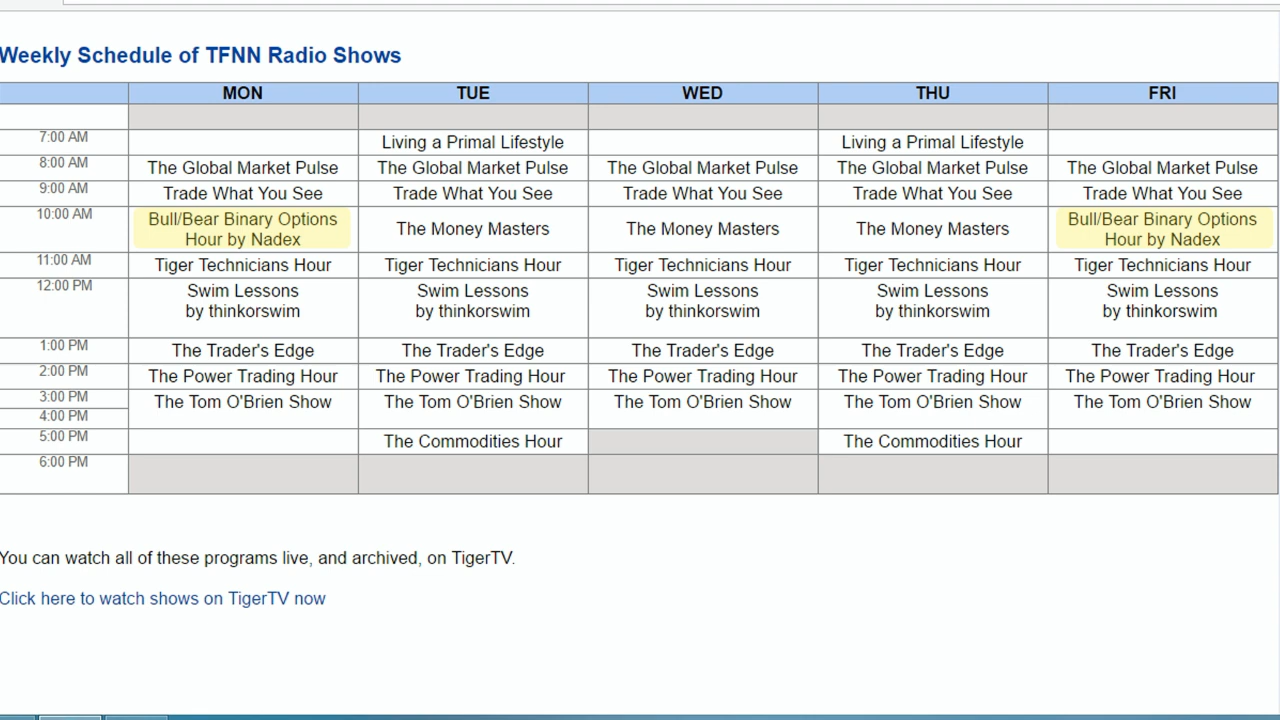 Weekly Schedule of TFNN Radio Shows
MON TUE WED THU FRI
7:00 AM Living a Primal Lifestyle Living a Primal Lifestyle
8:00 AM The Global Market Pulse The Global Market Pulse The Global Market Pulse The Global Market Pulse The Global Market Pulse
9:00 AM Trade What You See Trade What You See Trade What You See Trade What You See Trade What You See
10:00 AM Bull/Bear Binary Options The Money Masters The Money Masters The Money Masters Bull/Bear Binary Options
Hour by Nadex Hour by Nadex
11:00 AM Tiger Technicians Hour Tiger Technicians Hour Tiger Technicians Hour Tiger Technicians Hour Tiger Technicians Hour
12:00 PM Swim Lessons Swim Lessons Swim Lessons Swim Lessons Swim Lessons
by thinkorswim by thinkorswim by thinkorswim by thinkorswim by thinkorswim
1:00 PM The Trader's Edge The Trader's Edge The Trader's Edge The Trader's Edge The Trader's Edge
2:00 PM The Power Trading Hour The Power Trading Hour The Power Trading Hour The Power Trading Hour The Power Trading Hour
3:00 PM The Tom O'Brien Show The Tom O'Brien Show The Tom O'Brien Show The Tom O'Brien Show The Tom O'Brien Show
4:00 PM
5:00 PM The Commodities Hour The Commodities Hour
6:00 PM
You can watch all of these programs live, and archived, on TigerTV.
Click here to watch shows on TigerTV now